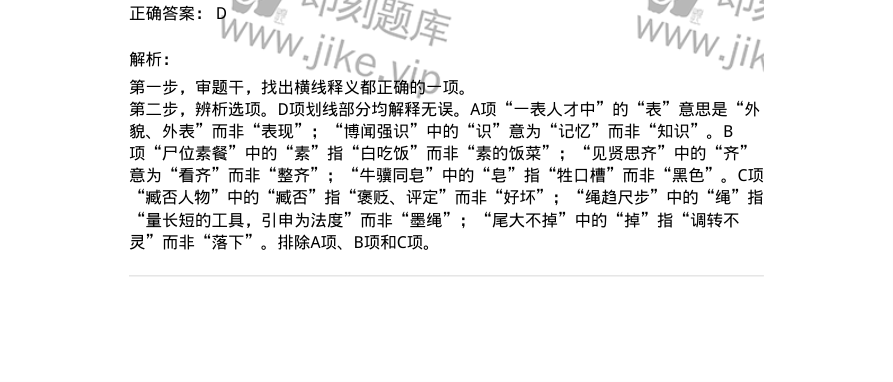 正确答案： D
即刻题库
www.jike.vip
www.jike
解析：
第一步，审题干，找出横线释义都正确的一项。
第二步，辨析选项。D项划线部分均解释无误。A项“一表人才中”的“表”意思是“外
貌、外表”而非“表现”；“博闻强识”中的“识”意为“记忆”而非“知识”。B
项“尸位素餐”中的“素”指“白吃饭”而非“素的饭菜”；“见贤思齐”中的“齐”
意为“看齐”而非“整齐”；“牛骥同皂”中的“皂”指“牲口槽”而非“黑色”。C项
“臧否人物”中的“臧否”指“褒贬、评定”而非“好坏”；“绳趋尺步”中的“绳”指
“量长短的工具，引申为法度”而非“墨绳”；“尾大不掉”中的“掉”指“调转不
灵”而非“落下”。排除A项、B项和C项。